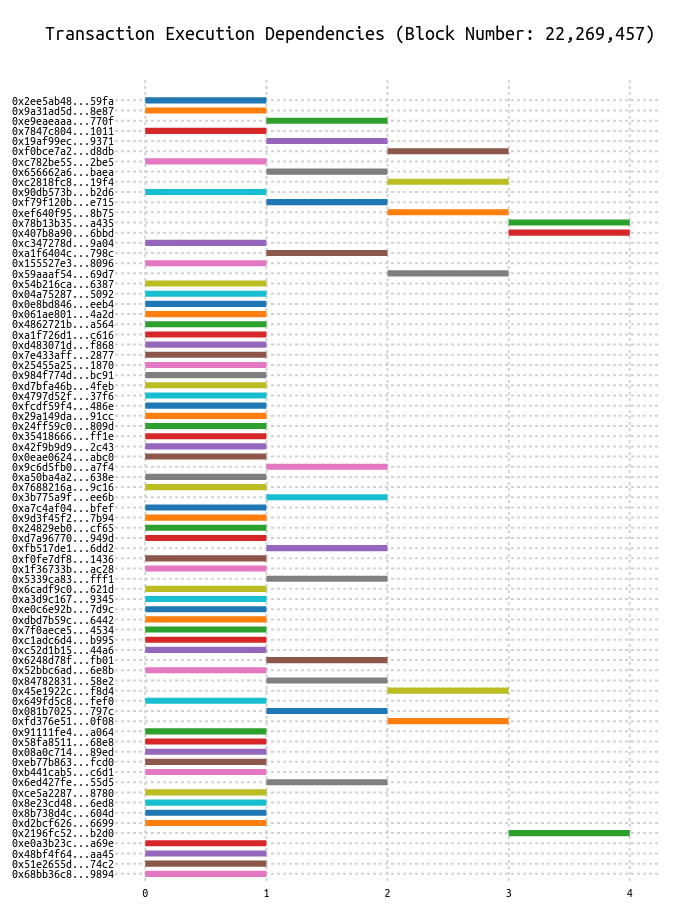 Transaction Execution Dependencies (Block Number: 22,269,457)
0x2ee5ab48...59fa
0x9a31ad5d...8e87
0xe9eaeaaa...770f
0x7847c804...1011
0x19af99ec...9371
0xf0bce7a2...d8db
0xc782be55...2be5
0x656662a6...baea
0xc2818fc8...19f4
0x90db573b...b2d6
0xf79f120b...e715
0xef640f95...8b75
0x78b13b35...a435
0x407b8a90...6bbd
0xc347278d...9a04
0xa1f6404c...798c
0x155527e3...8096
0x59aaaf54...69d7
0x54b216ca...6387
0x04a75287...5092
0x0e8bd846...eeb4
0x061ae801...4a2d
0x4862721b...a564
0xa1f726d1...c616
0xd483071d...f868
0x7e433aff...2877
0x25455a25...1870
0x984f774d...bc91
0xd7bfa46b...4feb
0x4797d52f...37f6
0xfcdf59f4...486e
0x29a149da...91cc
0x24ff59c0...809d
0x35418666...ff1e
0x42f9b9d9...2c43
0x0eae0624...abc0
0x9c6d5fb0...a7f4
0xa50ba4a2...638e
0x7688216a...9c16
0x3b775a9f...ee6b
0xa7c4af04...bfef
0x9d3f45f2...7b94
0x24829eb0...cf65
0xd7a96770...949d
0xfb517de1...6dd2
0xf0fe7df8...1436
0x1f36733b...ac28
0x5339ca83...fff1
0x6cadf9c0...621d
0xa3d9c167...9345
0xe0c6e92b...7d9c
0xdbd7b59c...6442
0x7f0aece5...4534
0xc1adc6d4...b995
0xc52d1b15...44a6
0x6248d78f...fb01
0x52bbc6ad...6e8b
0x84782831...58e2
0x45e1922c...f8d4
0x649fd5c8...fef0
0x081b7025...797c
0xfd376e51...0f08
0x91111fe4...a064
0x58fa8511...68e8
0x08a0c714...89ed
0xeb77b863...fcd0
0xb441cab5...c6d1
0x6ed427fe...55d5
0xce5a2287...8780
0x8e23cd48...6ed8
0x8b738d4c...604d
0xd2bcf626...6699
0x2196fc52...b2d0
0xe0a3b23c...a69e
0x48bf4f64...aa45
0x51e2655d...74c2
0x68bb36c8...9894
0 1 2 3 4